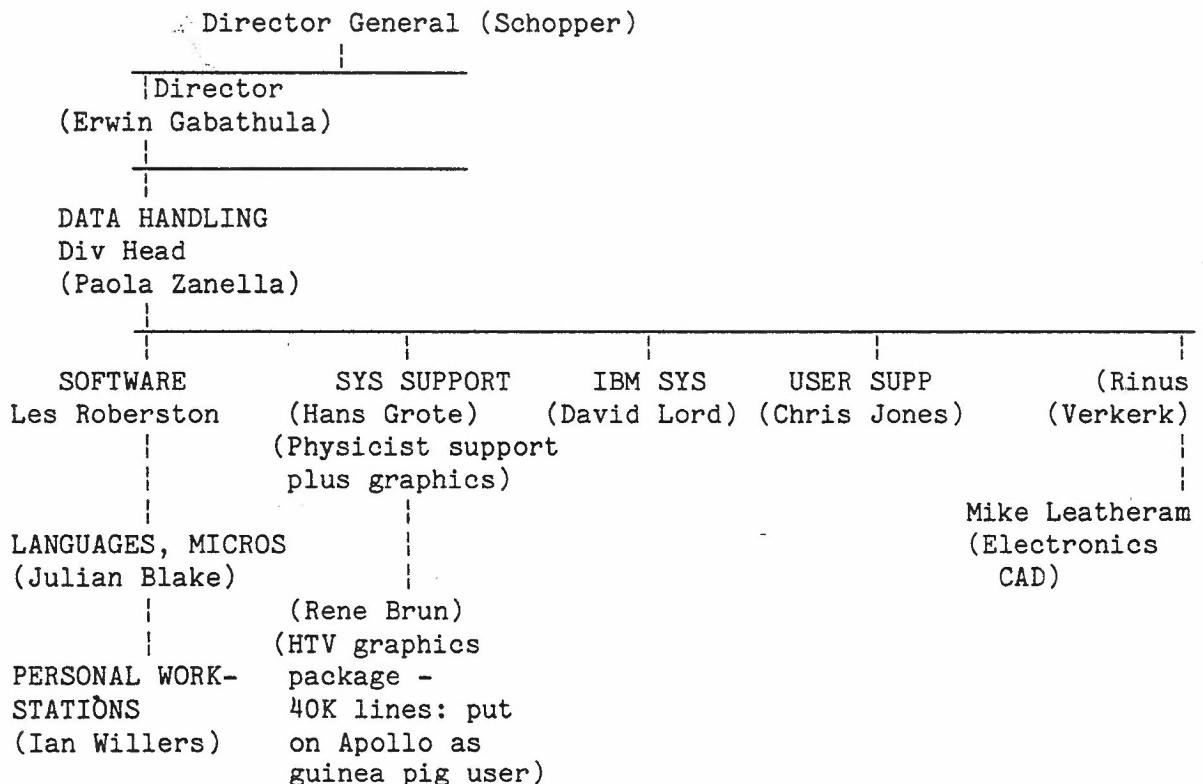 Director General (Schopper)
Director
(Erwin Gabathula)
DATA HANDLING
Div Head
(Paola Zanella)
SOFTWARE SYS SUPPORT IBM SYS USER SUPP (Rinus
Les Roberston (Hans Grote) (David Lord) (Chris Jones) (Verkerk)
(Physicist support
plus graphics)
Mike Leatheram
(Electronics
CAD)
LANGUAGES, MICROS
(Julian Blake)
(Rene Brun)
(HTV graphics
package -
40K lines: put
on Apollo as
guinea pig user)
PERSONAL WORK-
STATIONS
(Ian Willers)